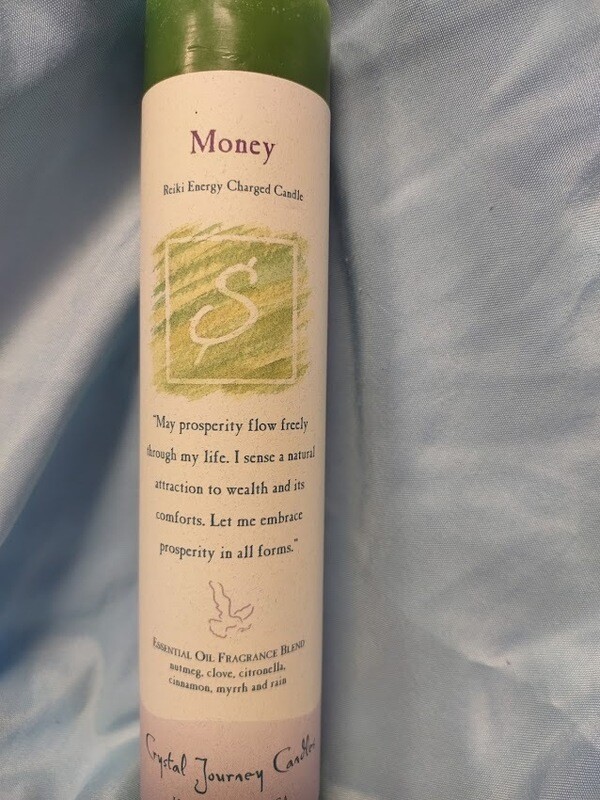 Money
Reiki Energy Charged Candle
$
"May prosperity flow freely
through my life. I sense a natural
attraction to wealth and its
comforts. Let me embrace
prosperity in all forms."
ESSENTIAL OIL FRAGRANCE BLEND
nutmeg, clove, citronella,
cinnamon, myrrh and rain
Crystal Journey Candles